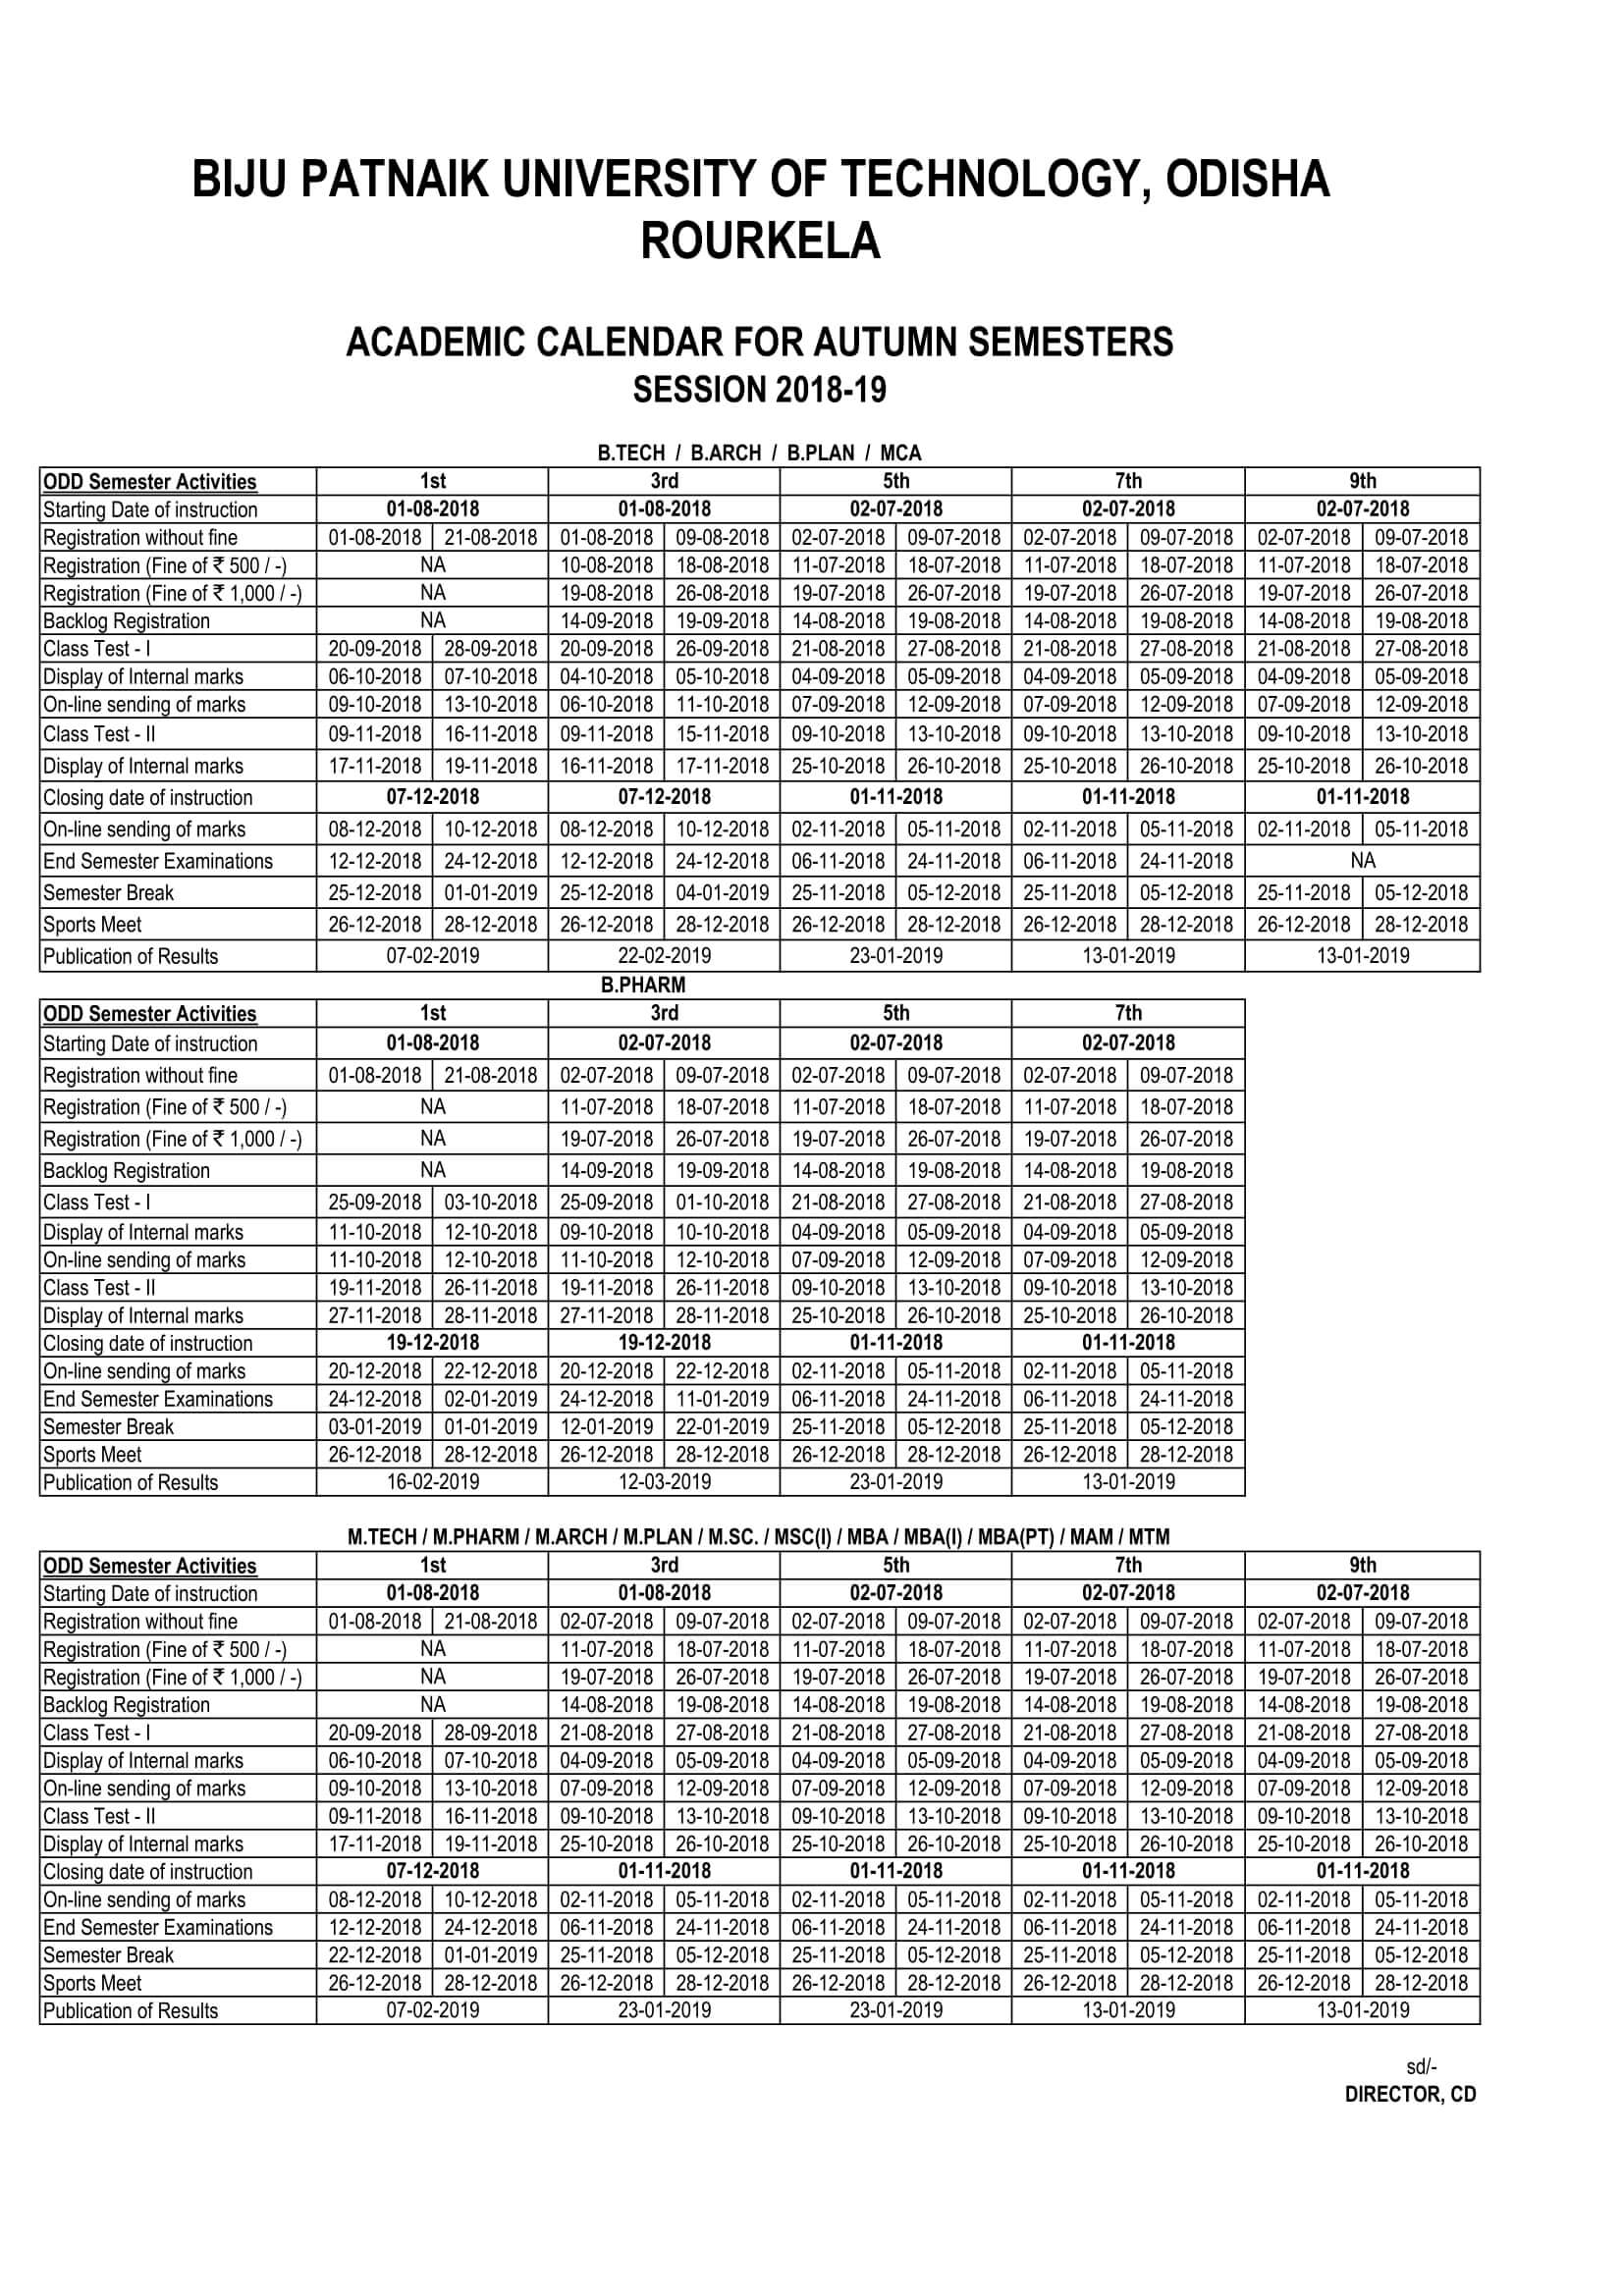 BIJU PATNAIK UNIVERSITY OF TECHNOLOGY, ODISHA
ROURKELA
ACADEMIC CALENDAR FOR AUTUMN SEMESTERS
SESSION 2018-19
B.TECH / B.ARCH / B.PLAN / MCA
ODD Semester Activities 1st 3rd 5th 7th 9th
Starting Date of instruction 01-08-2018 01-08-2018 02-07-2018 02-07-2018 02-07-2018
Registration without fine 01-08-2018 21-08-2018 01-08-2018 09-08-2018 02-07-2018 09-07-2018 02-07-2018 09-07-2018 02-07-2018 09-07-2018
Registration (Fine of ₹ 500 / -) NA 10-08-2018 18-08-2018 11-07-2018 18-07-2018 11-07-2018 18-07-2018 11-07-2018 18-07-2018
Registration (Fine of ₹ 1,000 / -) NA 19-08-2018 26-08-2018 19-07-2018 26-07-2018 19-07-2018 26-07-2018 19-07-2018 26-07-2018
Backlog Registration NA 14-09-2018 19-09-2018 14-08-2018 19-08-2018 14-08-2018 19-08-2018 14-08-2018 19-08-2018
Class Test - I 20-09-2018 28-09-2018 20-09-2018 26-09-2018 21-08-2018 27-08-2018 21-08-2018 27-08-2018 21-08-2018 27-08-2018
Display of Internal marks 06-10-2018 07-10-2018 04-10-2018 05-10-2018 04-09-2018 05-09-2018 04-09-2018 05-09-2018 04-09-2018 05-09-2018
On-line sending of marks 09-10-2018 13-10-2018 06-10-2018 11-10-2018 07-09-2018 12-09-2018 07-09-2018 12-09-2018 07-09-2018 12-09-2018
Class Test - II 09-11-2018 16-11-2018 09-11-2018 15-11-2018 09-10-2018 13-10-2018 09-10-2018 13-10-2018 09-10-2018 13-10-2018
Display of Internal marks 17-11-2018 19-11-2018 16-11-2018 17-11-2018 25-10-2018 26-10-2018 25-10-2018 26-10-2018 25-10-2018 26-10-2018
Closing date of instruction 07-12-2018 07-12-2018 01-11-2018 01-11-2018 01-11-2018
On-line sending of marks 08-12-2018 10-12-2018 08-12-2018 10-12-2018 02-11-2018 05-11-2018 02-11-2018 05-11-2018 02-11-2018 05-11-2018
End Semester Examinations 12-12-2018 24-12-2018 12-12-2018 24-12-2018 06-11-2018 24-11-2018 06-11-2018 24-11-2018 NA
Semester Break 25-12-2018 01-01-2019 25-12-2018 04-01-2019 25-11-2018 05-12-2018 25-11-2018 05-12-2018 25-11-2018 05-12-2018
Sports Meet 26-12-2018 28-12-2018 26-12-2018 28-12-2018 26-12-2018 28-12-2018 26-12-2018 28-12-2018 26-12-2018 28-12-2018
Publication of Results 07-02-2019 22-02-2019 23-01-2019 13-01-2019 13-01-2019
B.PHARM
ODD Semester Activities 1st 3rd 5th 7th
Starting Date of instruction 01-08-2018 02-07-2018 02-07-2018 02-07-2018
Registration without fine 01-08-2018 21-08-2018 02-07-2018 09-07-2018 02-07-2018 09-07-2018 02-07-2018 09-07-2018
Registration (Fine of ₹ 500 / -) NA 11-07-2018 18-07-2018 11-07-2018 18-07-2018 11-07-2018 18-07-2018
Registration (Fine of ₹ 1,000 / -) NA 19-07-2018 26-07-2018 19-07-2018 26-07-2018 19-07-2018 26-07-2018
Backlog Registration NA 14-09-2018 19-09-2018 14-08-2018 19-08-2018 14-08-2018 19-08-2018
Class Test - I 25-09-2018 03-10-2018 25-09-2018 01-10-2018 21-08-2018 27-08-2018 21-08-2018 27-08-2018
Display of Internal marks 11-10-2018 12-10-2018 09-10-2018 10-10-2018 04-09-2018 05-09-2018 04-09-2018 05-09-2018
On-line sending of marks 11-10-2018 12-10-2018 11-10-2018 12-10-2018 07-09-2018 12-09-2018 07-09-2018 12-09-2018
Class Test - II 19-11-2018 26-11-2018 19-11-2018 26-11-2018 09-10-2018 13-10-2018 09-10-2018 13-10-2018
Display of Internal marks 27-11-2018 28-11-2018 27-11-2018 28-11-2018 25-10-2018 26-10-2018 25-10-2018 26-10-2018
Closing date of instruction 19-12-2018 19-12-2018 01-11-2018 01-11-2018
On-line sending of marks 20-12-2018 22-12-2018 20-12-2018 22-12-2018 02-11-2018 05-11-2018 02-11-2018 05-11-2018
End Semester Examinations 24-12-2018 02-01-2019 24-12-2018 11-01-2019 06-11-2018 24-11-2018 06-11-2018 24-11-2018
Semester Break 03-01-2019 01-01-2019 12-01-2019 22-01-2019 25-11-2018 05-12-2018 25-11-2018 05-12-2018
Sports Meet 26-12-2018 28-12-2018 26-12-2018 28-12-2018 26-12-2018 28-12-2018 26-12-2018 28-12-2018
Publication of Results 16-02-2019 12-03-2019 23-01-2019 13-01-2019
M.TECH / M.PHARM / M.ARCH / M.PLAN / M.SC. / MSC(I) / MBA / MBA(I) / MBA(PT) / MAM / MTM
ODD Semester Activities 1st 3rd 5th 7th 9th
Starting Date of instruction 01-08-2018 01-08-2018 02-07-2018 02-07-2018 02-07-2018
Registration without fine 01-08-2018 21-08-2018 02-07-2018 09-07-2018 02-07-2018 09-07-2018 02-07-2018 09-07-2018 02-07-2018 09-07-2018
Registration (Fine of ₹ 500 / -) NA 11-07-2018 18-07-2018 11-07-2018 18-07-2018 11-07-2018 18-07-2018 11-07-2018 18-07-2018
Registration (Fine of ₹ 1,000 / -) NA 19-07-2018 26-07-2018 19-07-2018 26-07-2018 19-07-2018 26-07-2018 19-07-2018 26-07-2018
Backlog Registration NA 14-08-2018 19-08-2018 14-08-2018 19-08-2018 14-08-2018 19-08-2018 14-08-2018 19-08-2018
Class Test - I 20-09-2018 28-09-2018 21-08-2018 27-08-2018 21-08-2018 27-08-2018 21-08-2018 27-08-2018 21-08-2018 27-08-2018
Display of Internal marks 06-10-2018 07-10-2018 04-09-2018 05-09-2018 04-09-2018 05-09-2018 04-09-2018 05-09-2018 04-09-2018 05-09-2018
On-line sending of marks 09-10-2018 13-10-2018 07-09-2018 12-09-2018 07-09-2018 12-09-2018 07-09-2018 12-09-2018 07-09-2018 12-09-2018
Class Test - II 09-11-2018 16-11-2018 09-10-2018 13-10-2018 09-10-2018 13-10-2018 09-10-2018 13-10-2018 09-10-2018 13-10-2018
Display of Internal marks 17-11-2018 19-11-2018 25-10-2018 26-10-2018 25-10-2018 26-10-2018 25-10-2018 26-10-2018 25-10-2018 26-10-2018
Closing date of instruction 07-12-2018 01-11-2018 01-11-2018 01-11-2018 01-11-2018
On-line sending of marks 08-12-2018 10-12-2018 02-11-2018 05-11-2018 02-11-2018 05-11-2018 02-11-2018 05-11-2018 02-11-2018 05-11-2018
End Semester Examinations 12-12-2018 24-12-2018 06-11-2018 24-11-2018 06-11-2018 24-11-2018 06-11-2018 24-11-2018 06-11-2018 24-11-2018
Semester Break 22-12-2018 01-01-2019 25-11-2018 05-12-2018 25-11-2018 05-12-2018 25-11-2018 05-12-2018 25-11-2018 05-12-2018
Sports Meet 26-12-2018 28-12-2018 26-12-2018 28-12-2018 26-12-2018 28-12-2018 26-12-2018 28-12-2018 26-12-2018 28-12-2018
Publication of Results 07-02-2019 23-01-2019 23-01-2019 13-01-2019 13-01-2019
sd/-
DIRECTOR, CD